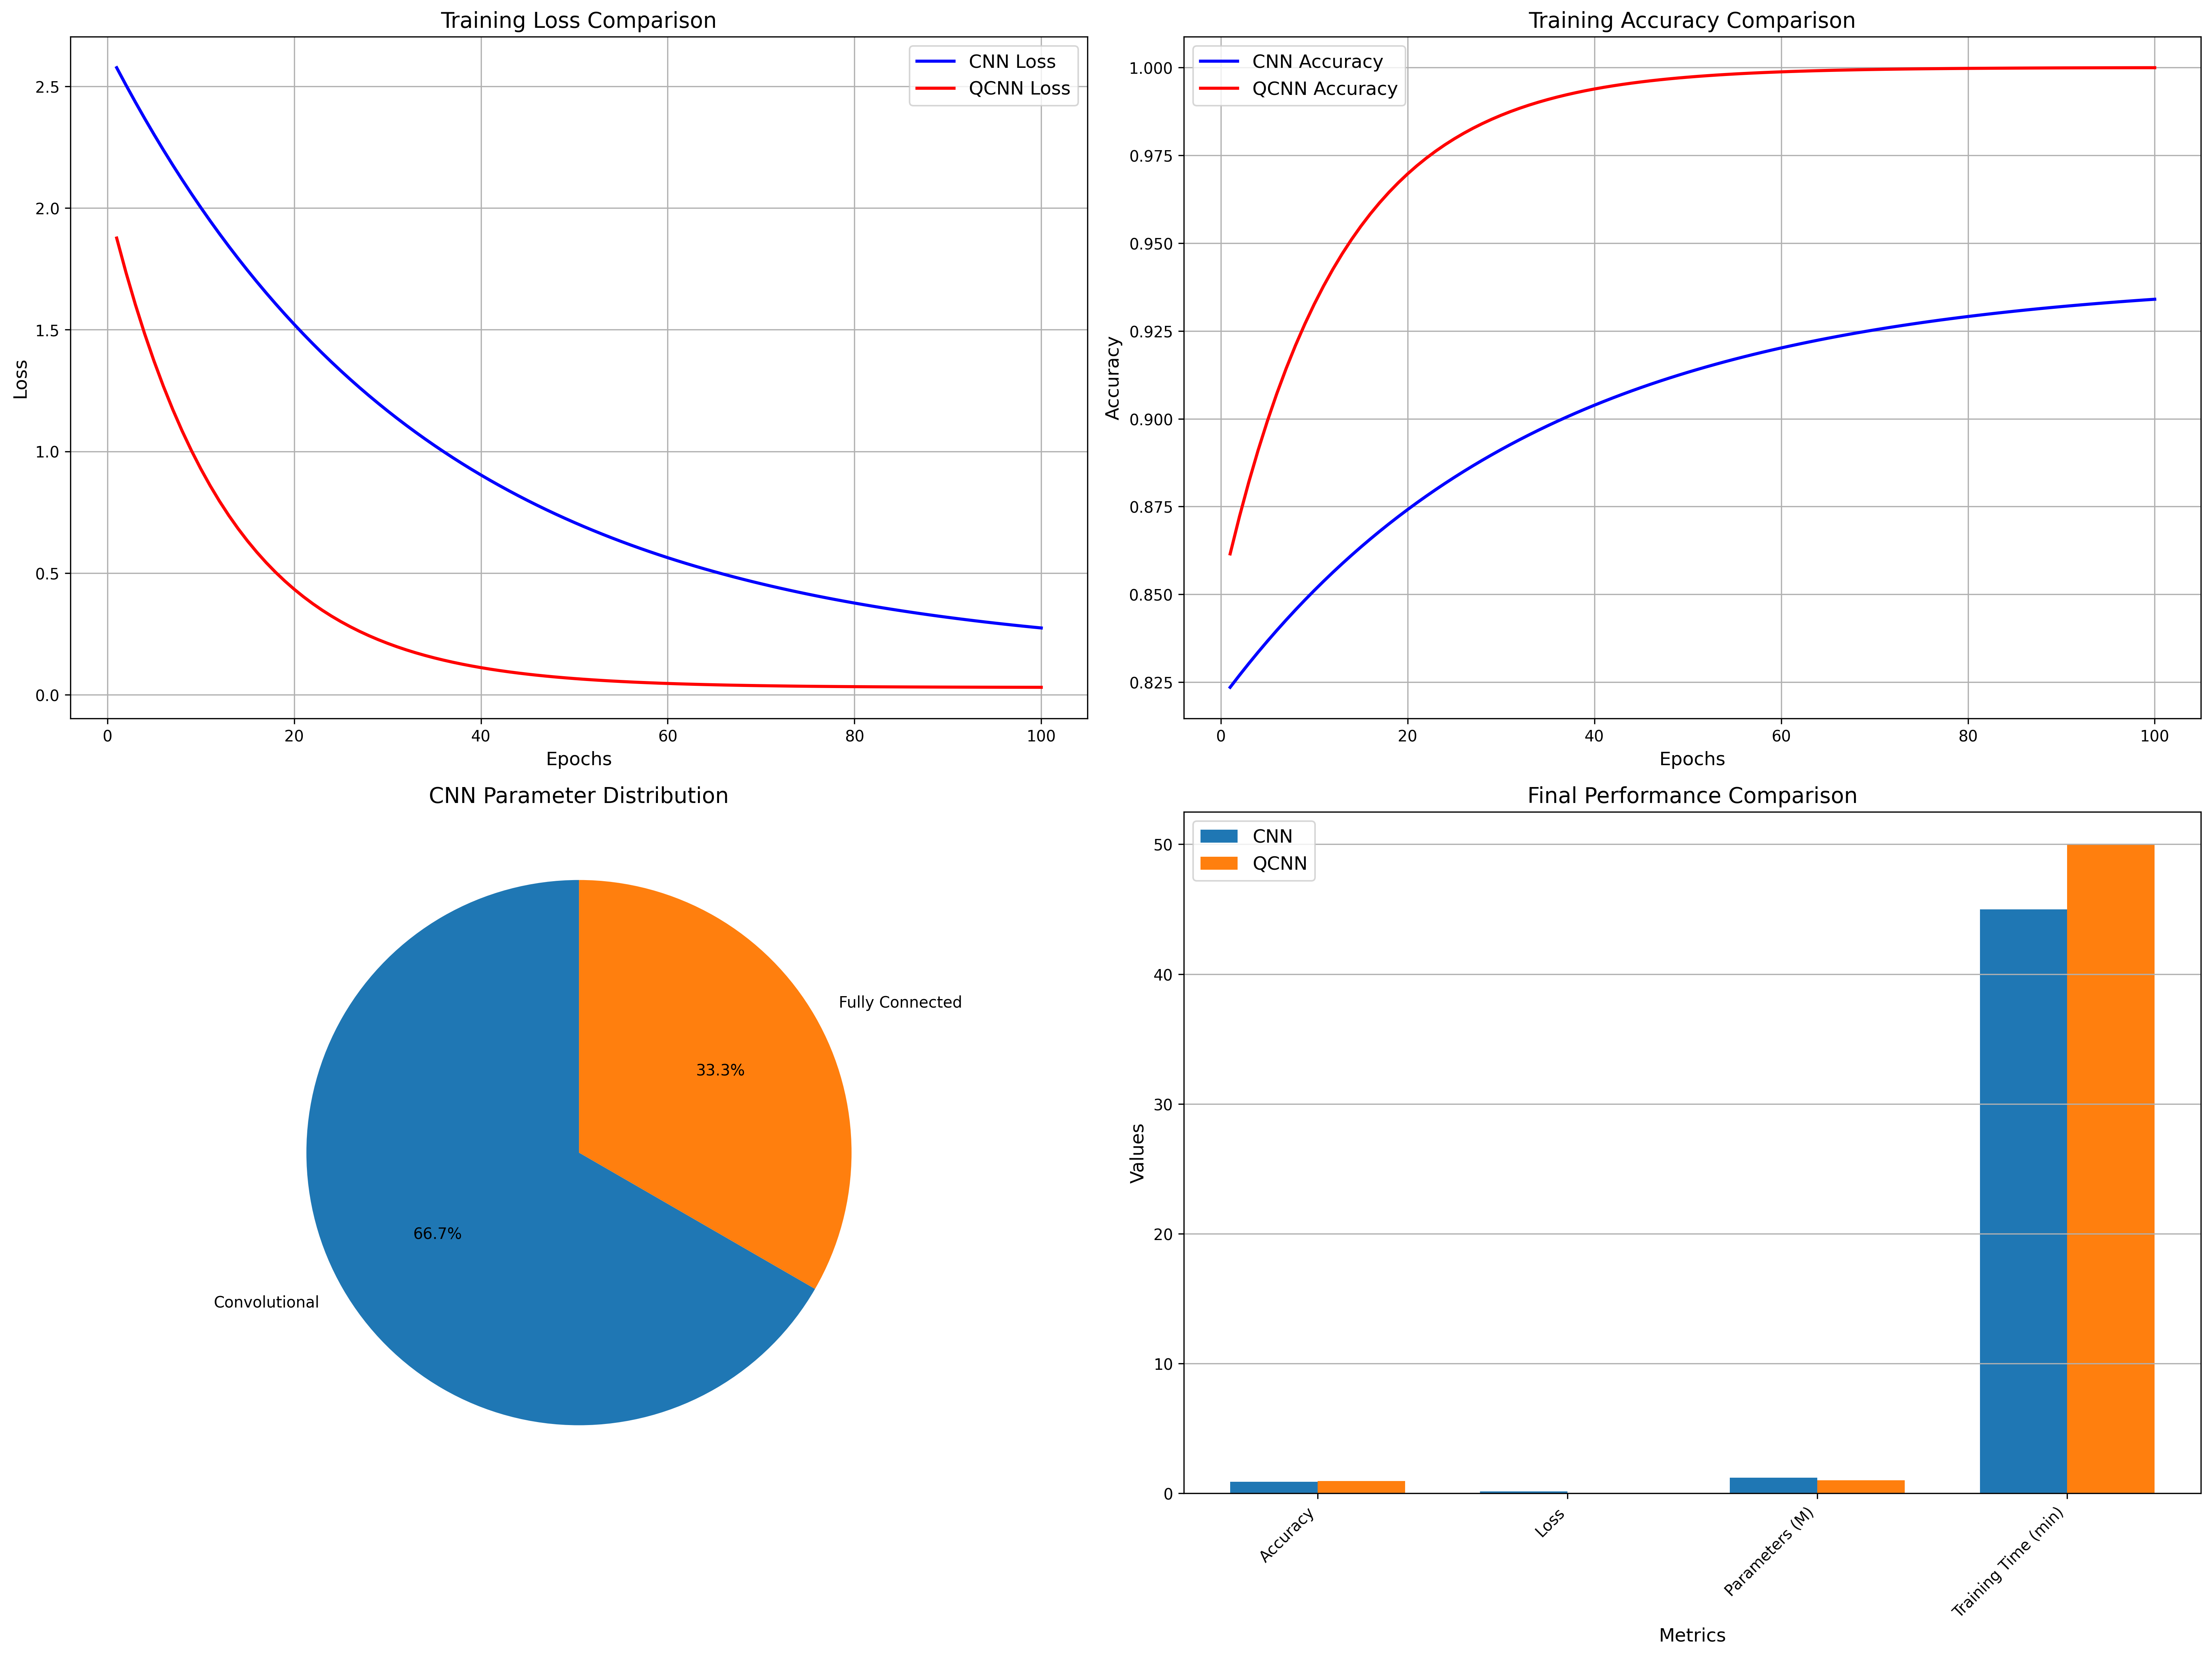 Training Loss Comparison
CNN Loss
QCNN Loss
Loss
2.5
2.0
1.5
1.0
0.5
0.0
0 20 40 60 80 100
Epochs
Training Accuracy Comparison
CNN Accuracy
QCNN Accuracy
Accuracy
1.000
0.975
0.950
0.925
0.900
0.875
0.850
0.825
0 20 40 60 80 100
Epochs
CNN Parameter Distribution
Fully Connected
33.3%
66.7%
Convolutional
Final Performance Comparison
CNN
QCNN
Values
50
40
30
20
10
0
Accuracy
Loss
Parameters (M)
Training Time (min)
Metrics